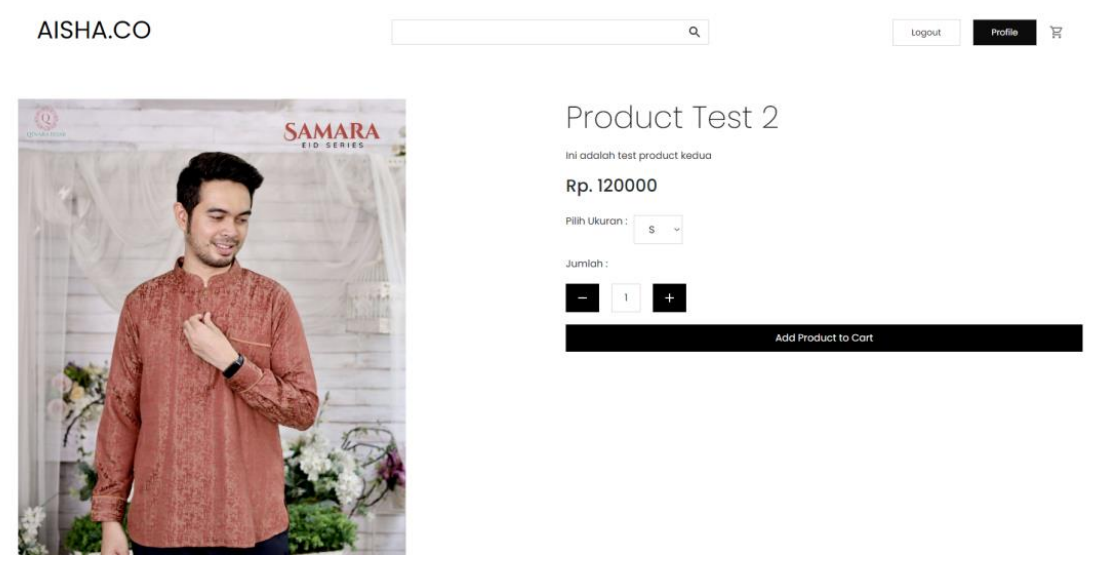 AISHA.CO
Logout
Profile
SAMARA
EID SERIES
Product Test 2
Ini adalah test product kedua
Rp. 120000
Pilih Ukuran :
S
Jumlah :
1
Add Product to Cart